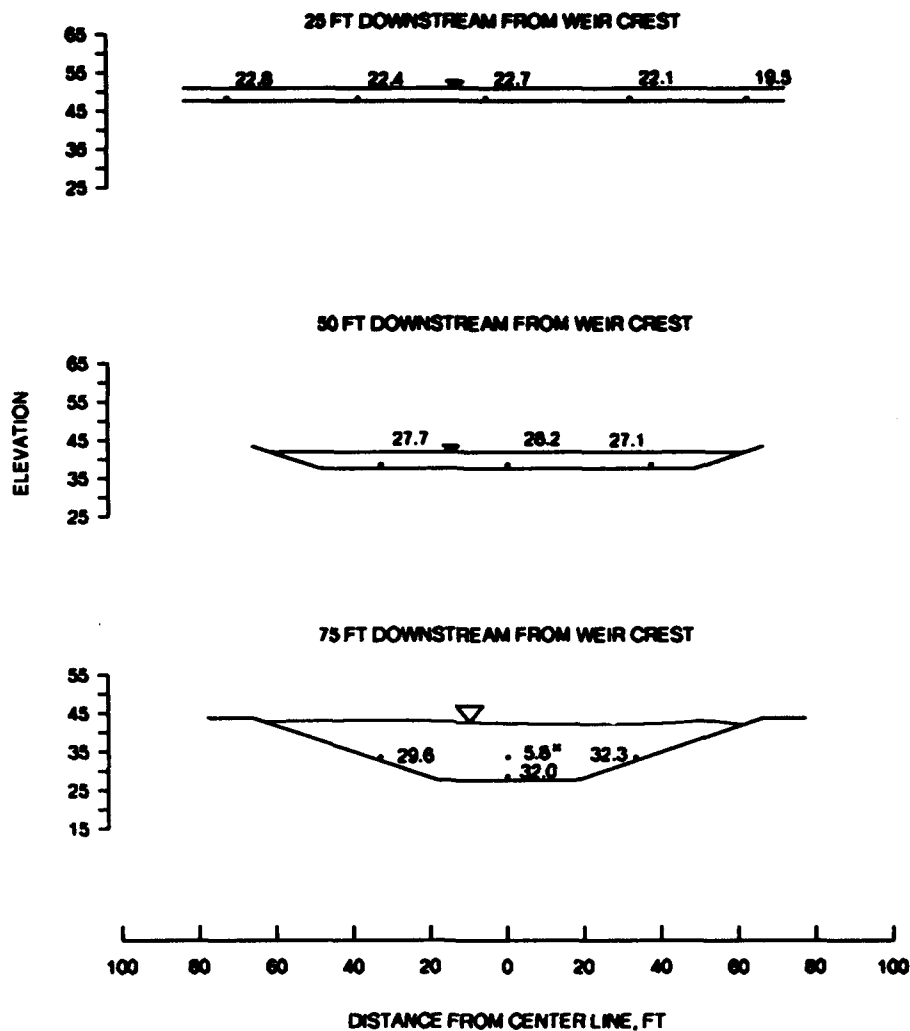 25 FT DOWNSTREAM FROM WEIR CREST
65
55
45
35
25
22.8 22.4 22.7 22.1 19.5
50 FT DOWNSTREAM FROM WEIR CREST
65
55
45
35
25
27.7 26.2 27.1
ELEVATION
75 FT DOWNSTREAM FROM WEIR CREST
55
45
35
25
15
29.6 5.8* 32.3
32.0
100 80 60 40 20 0 20 40 60 80 100
DISTANCE FROM CENTER LINE, FT